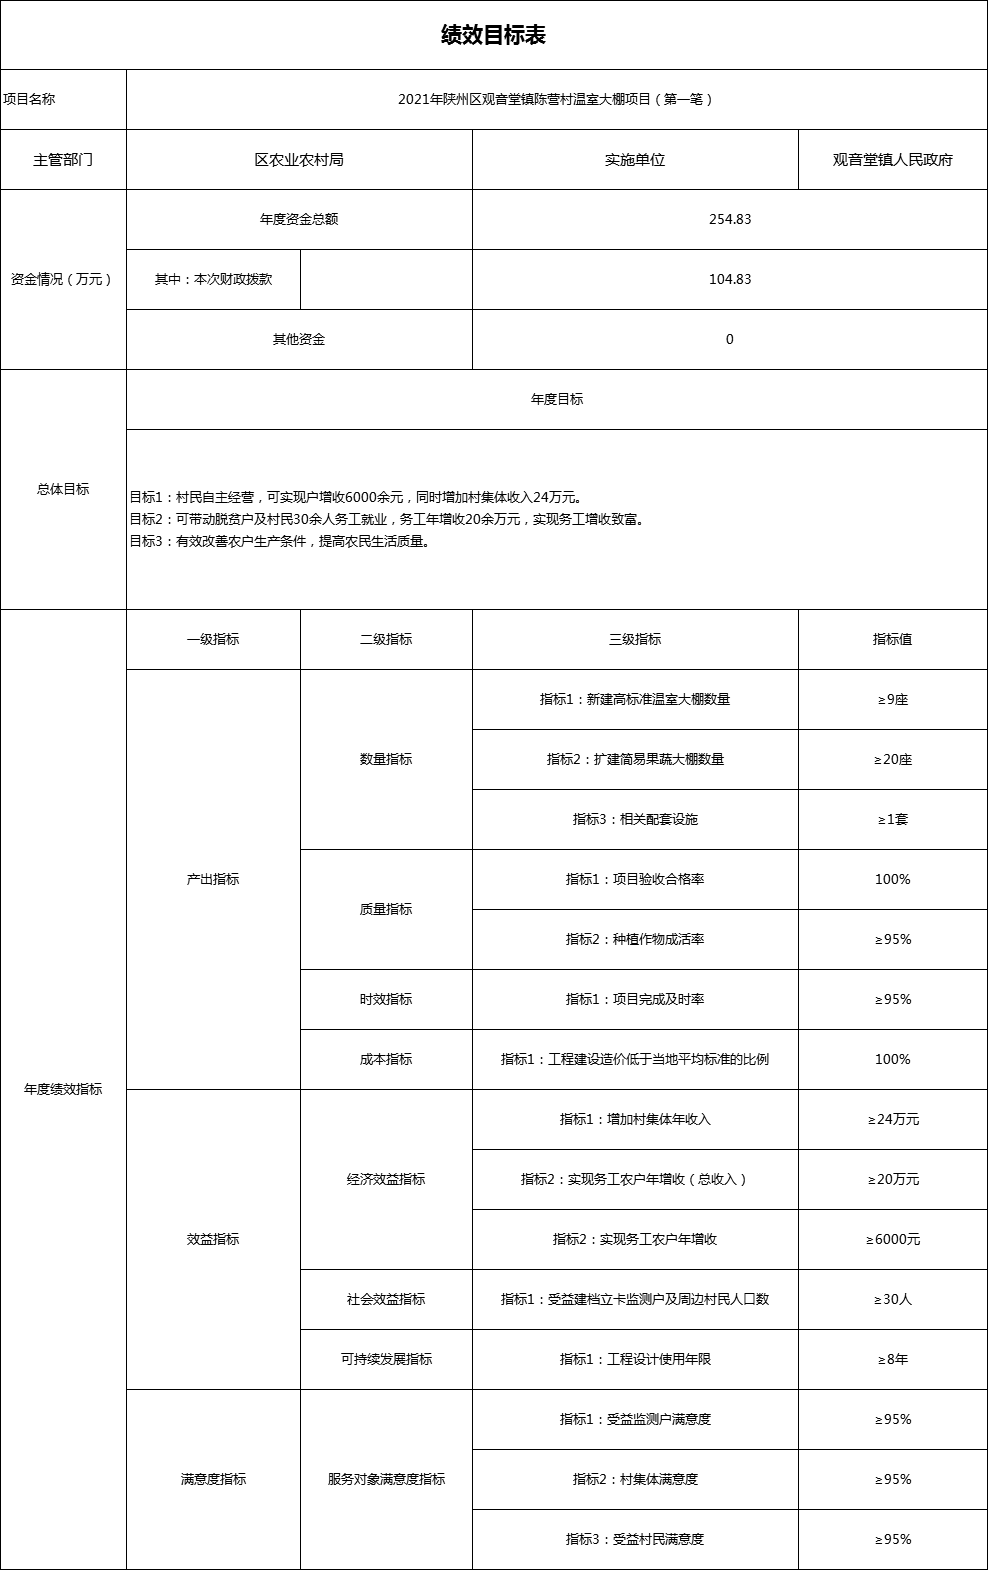 绩效目标表
项目名称
2021年陕州区观音堂镇陈营村温室大棚项目（第一笔）
主管部门
区农业农村局
实施单位
观音堂镇人民政府
资金情况（万元）
年度资金总额
254.83
其中：本次财政拨款
104.83
其他资金
0
总体目标
年度目标
目标1：村民自主经营，可实现户增收6000余元，同时增加村集体收入24万元。
目标2：可带动脱贫户及村民30余人务工就业，务工年增收20余万元，实现务工增收致富。
目标3：有效改善农户生产条件，提高农民生活质量。
年度绩效指标
一级指标
二级指标
三级指标
指标值
产出指标
数量指标
指标1：新建高标准温室大棚数量
≥9座
指标2：扩建简易果蔬大棚数量
≥20座
指标3：相关配套设施
≥1套
质量指标
指标1：项目验收合格率
100%
指标2：种植作物成活率
≥95%
时效指标
指标1：项目完成及时率
≥95%
成本指标
指标1：工程建设造价低于当地平均标准的比例
100%
效益指标
经济效益指标
指标1：增加村集体年收入
≥24万元
指标2：实现务工农户年增收（总收入）
≥20万元
指标2：实现务工农户年增收
≥6000元
社会效益指标
指标1：受益建档立卡监测户及周边村民人口数
≥30人
可持续发展指标
指标1：工程设计使用年限
≥8年
满意度指标
服务对象满意度指标
指标1：受益监测户满意度
≥95%
指标2：村集体满意度
≥95%
指标3：受益村民满意度
≥95%